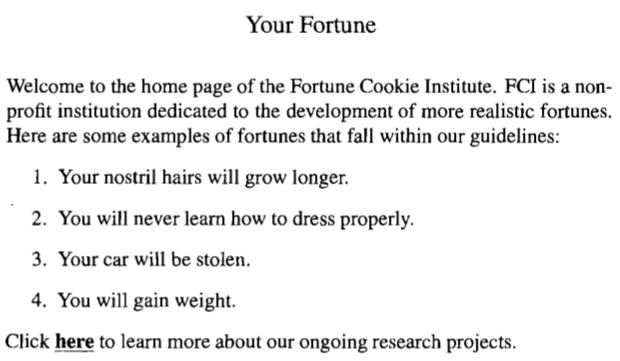 Your Fortune
Welcome to the home page of the Fortune Cookie Institute. FCI is a non-
profit institution dedicated to the development of more realistic fortunes.
Here are some examples of fortunes that fall within our guidelines:
1. Your nostril hairs will grow longer.
2. You will never learn how to dress properly.
3. Your car will be stolen.
4. You will gain weight.
Click here to learn more about our ongoing research projects.